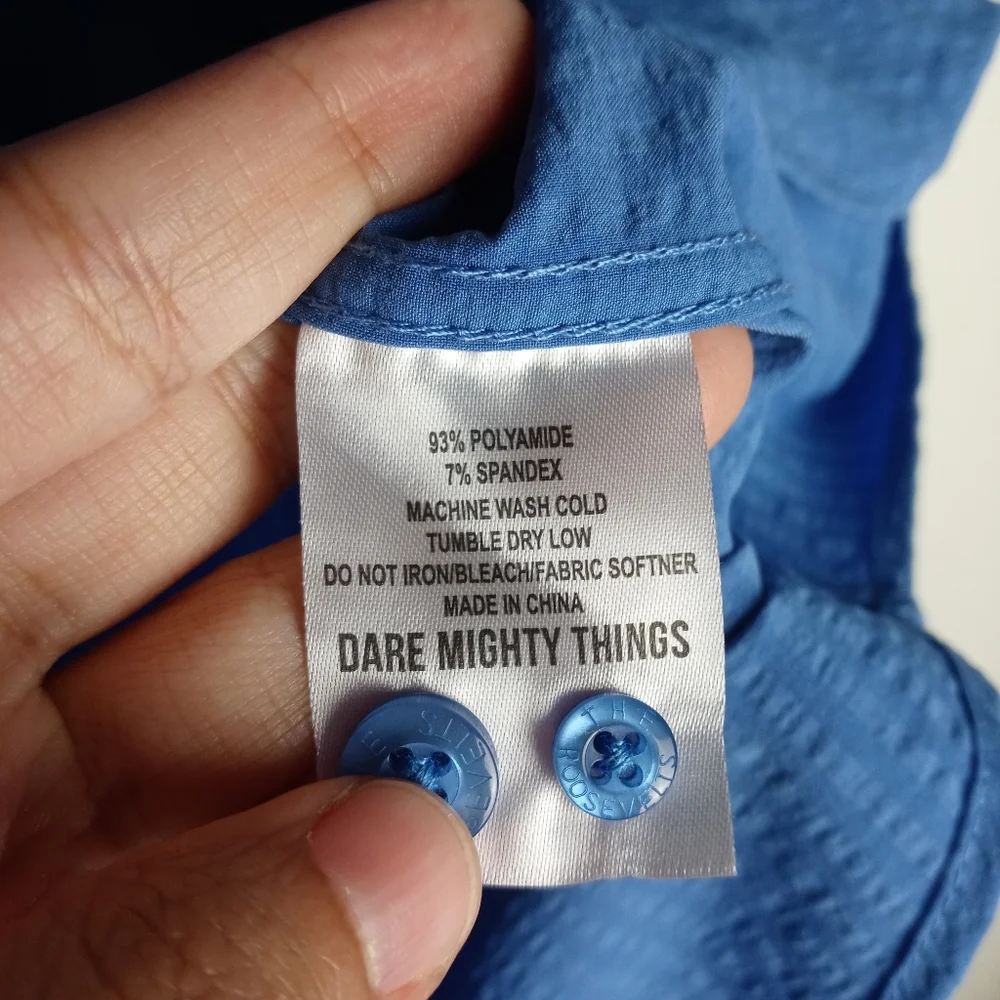 93% POLYAMIDE
7% SPANDEX
MACHINE WASH COLD
TUMBLE DRY LOW
DO NOT IRON/BLEACH/FABRIC SOFTNER
MADE IN CHINA
DARE MIGHTY THINGS
THE
ROOSEVELTS